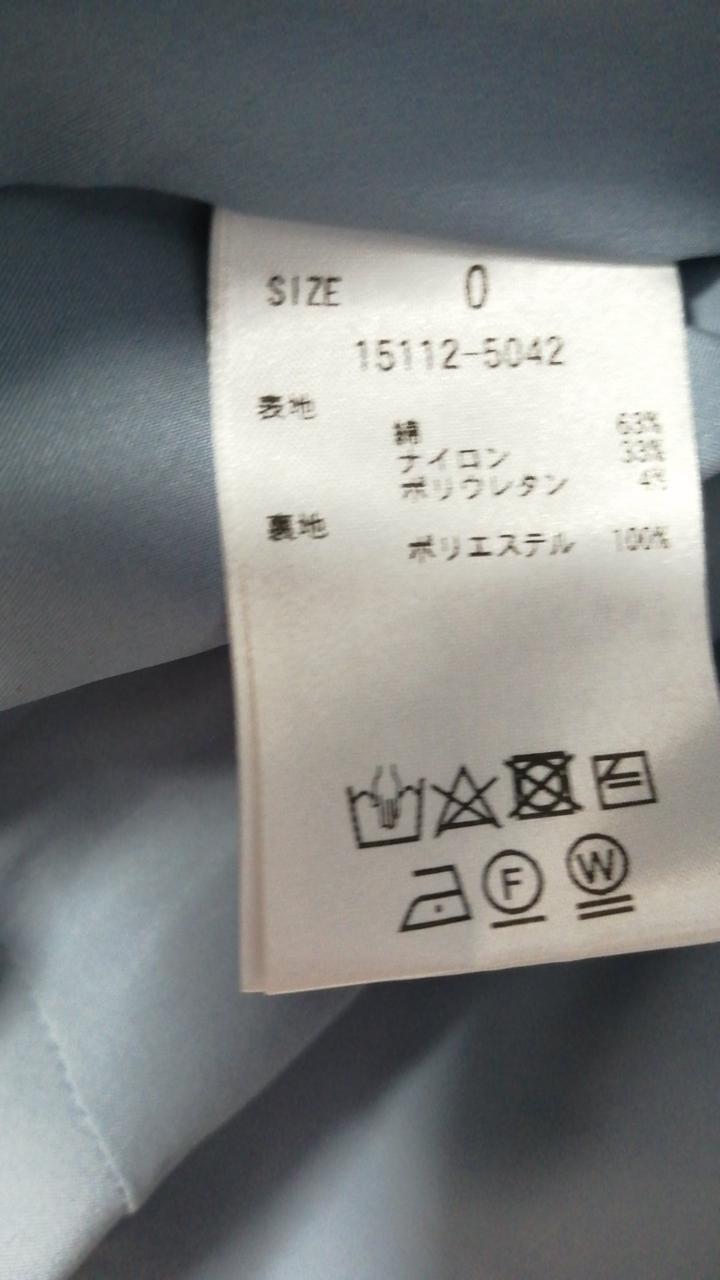 SIZE 0
15112-5042
表地
綿 63%
ナイロン 33%
ポリウレタン 4%
裏地
ポリエステル 100%
F W